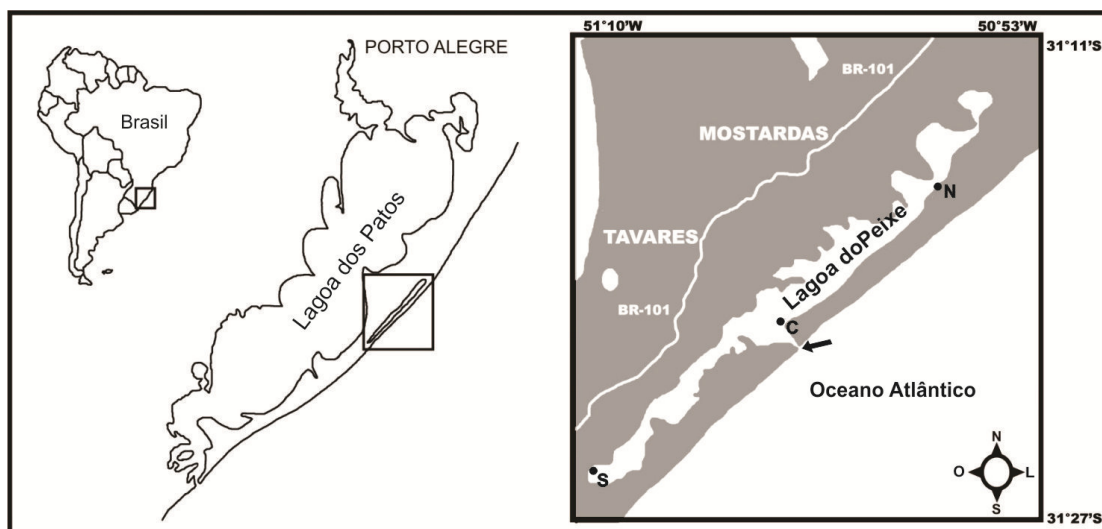 PORTO ALEGRE
Brasil
Lagoa dos Patos
51°10'W
50°53'W
31°11'S
BR-101
MOSTARDAS
N
TAVARES
Lagoa doPeixe
BR-101
C
Oceano Atlântico
S
N
O
L
S
31°27'S